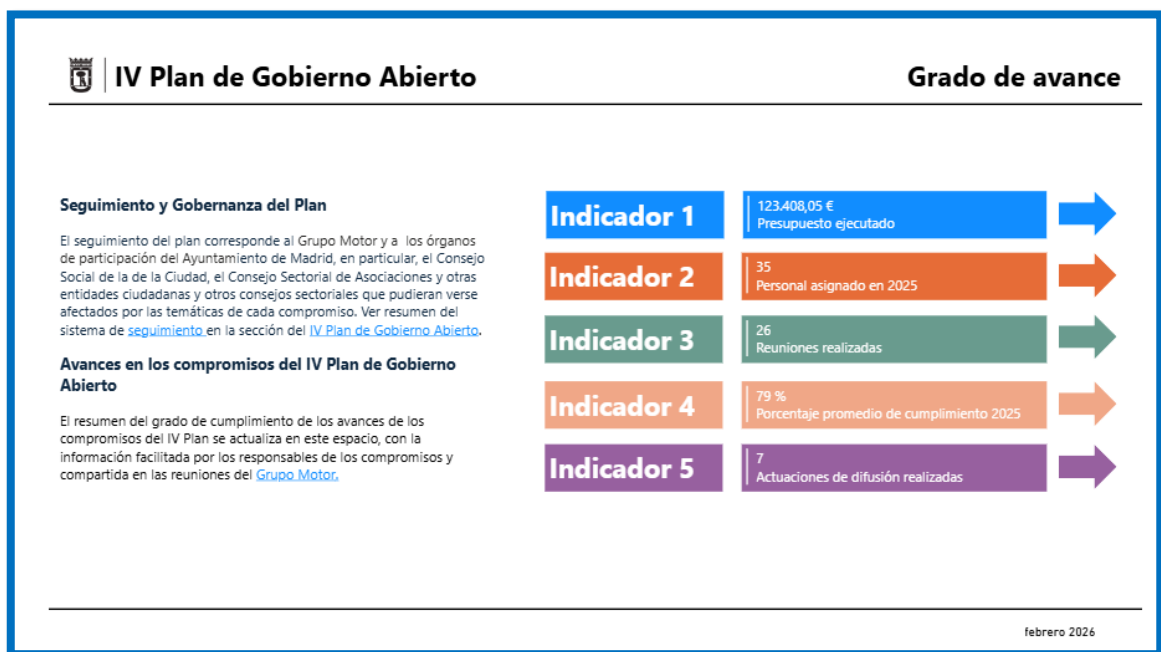 IV Plan de Gobierno Abierto
Grado de avance
Seguimiento y Gobernanza del Plan
El seguimiento del plan corresponde al Grupo Motor y a los órganos
de participación del Ayuntamiento de Madrid, en particular, el Consejo
Social de la de la Ciudad, el Consejo Sectorial de Asociaciones y otras
entidades ciudadanas y otros consejos sectoriales que pudieran verse
afectados por las temáticas de cada compromiso. Ver resumen del
sistema de seguimiento en la sección del IV Plan de Gobierno Abierto.
Avances en los compromisos del IV Plan de Gobierno
Abierto
El resumen del grado de cumplimiento de los avances de los
compromisos del IV Plan se actualiza en este espacio, con la
información facilitada por los responsables de los compromisos y
compartida en las reuniones del Grupo Motor.
Indicador 1
123.408,05 €
Presupuesto ejecutado
Indicador 2
35
Personal asignado en 2025
Indicador 3
26
Reuniones realizadas
Indicador 4
79 %
Porcentaje promedio de cumplimiento 2025
Indicador 5
7
Actuaciones de difusión realizadas
febrero 2026